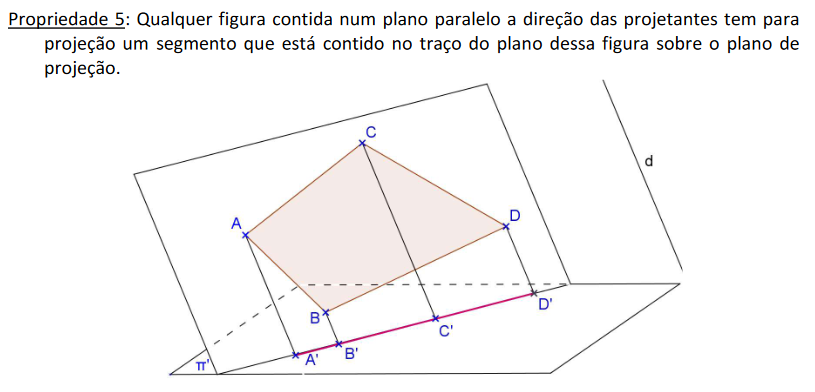 Propriedade 5: Qualquer figura contida num plano paralelo a direção das projetantes tem para
projeção um segmento que está contido no traço do plano dessa figura sobre o plano de
projeção.
C
d
A
D
B
D'
C'
B'
A'
π'